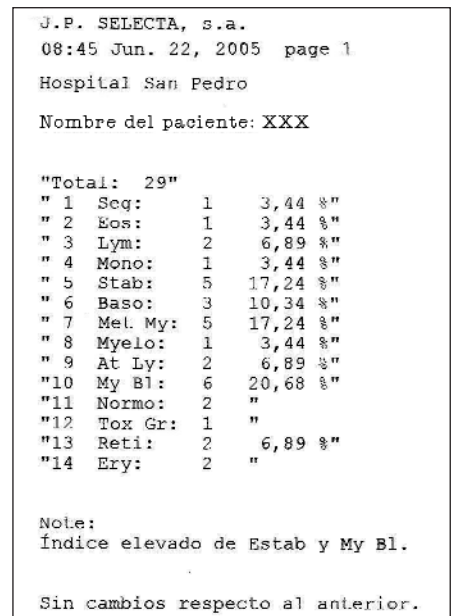 J.P. SELECTA, s.a.
08:45 Jun. 22, 2005 page 1
Hospital San Pedro
Nombre del paciente: XXX
"Total: 29"
" 1 Seg: 1 3,44 %"
" 2 Eos: 1 3,44 %"
" 3 Lym: 2 6,89 %"
" 4 Mono: 1 3,44 %"
" 5 Stab: 5 17,24 %"
" 6 Baso: 3 10,34 %"
" 7 Met My: 5 17,24 %"
" 8 Myelo: 1 3,44 %"
" 9 At Ly: 2 6,89 %"
"10 My Bl: 6 20,68 %"
"11 Normo: 2 "
"12 Tox Gr: 1 "
"13 Reti: 2 6,89 %"
"14 Ery: 2 "
Note:
Índice elevado de Estab y My Bl.
Sin cambios respecto al anterior.